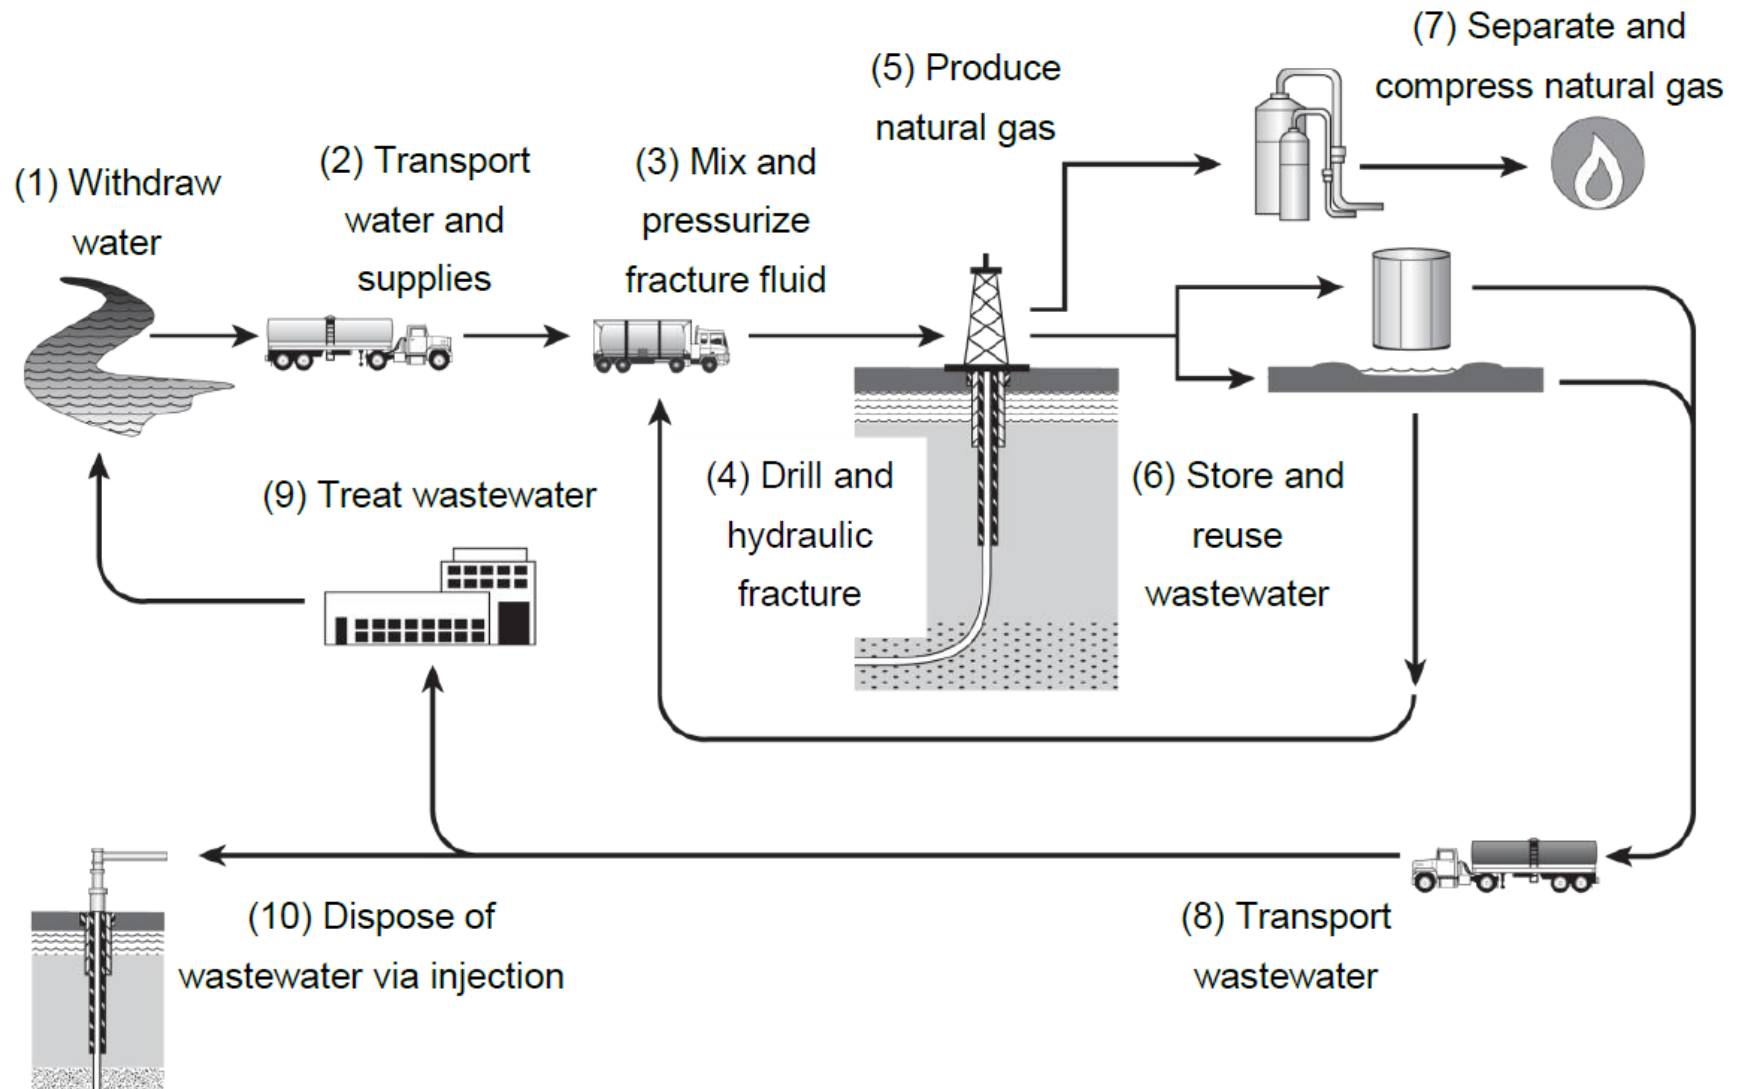 (1) Withdraw
water
(2) Transport
water and
supplies
(3) Mix and
pressurize
fracture fluid
(5) Produce
natural gas
(7) Separate and
compress natural gas
(4) Drill and
hydraulic
fracture
(6) Store and
reuse
wastewater
(9) Treat wastewater
(10) Dispose of
wastewater via injection
(8) Transport
wastewater